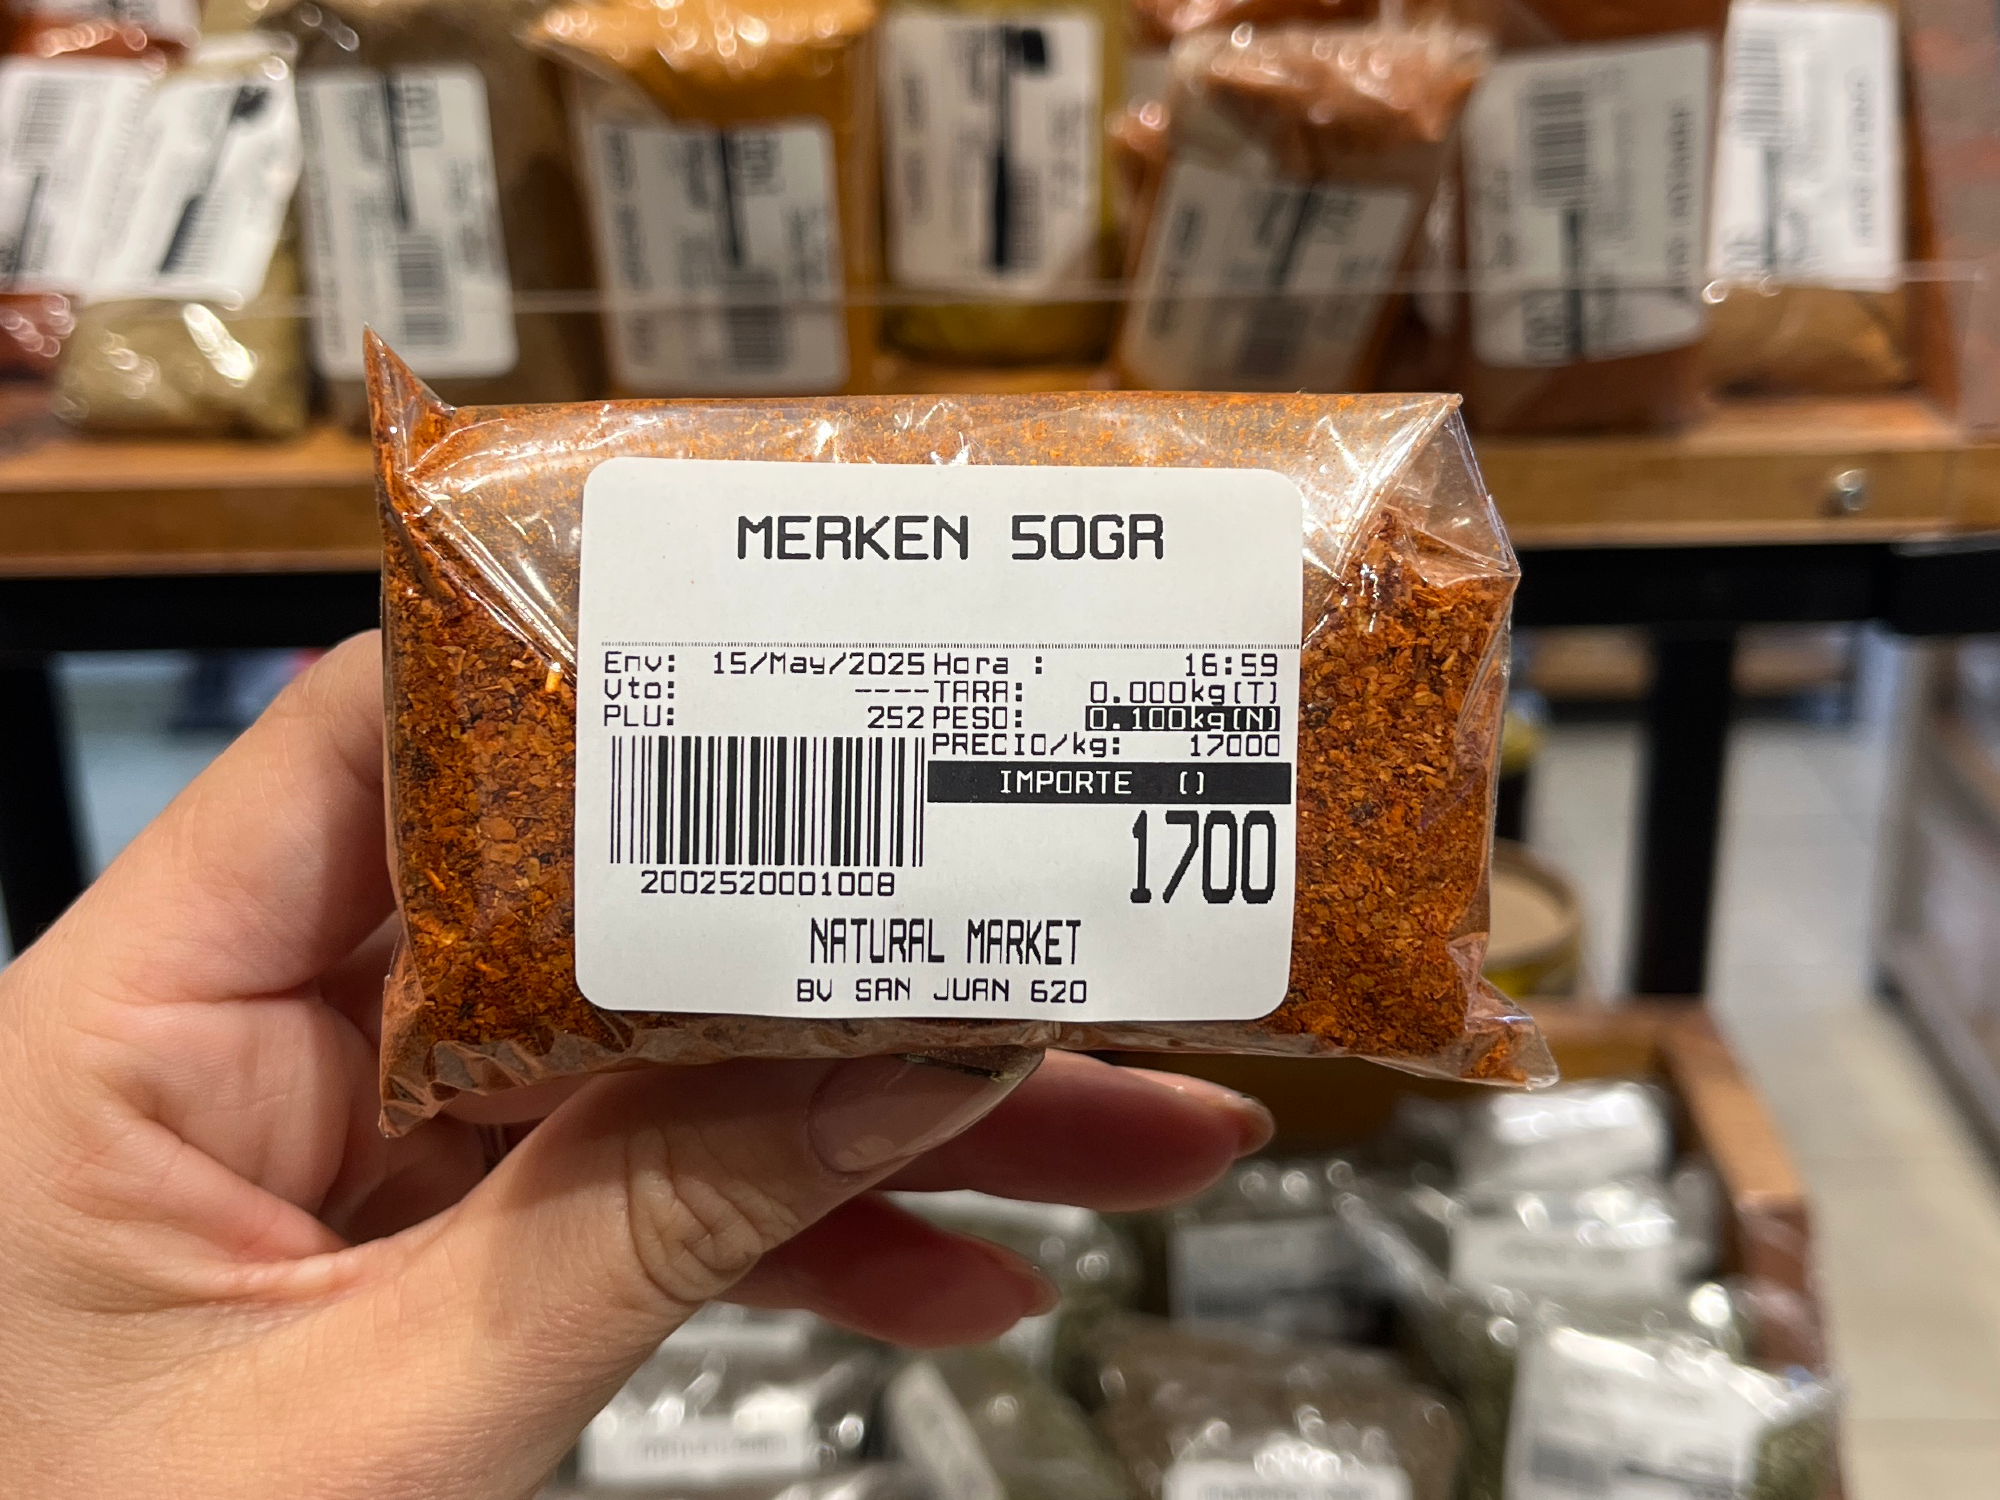 MERKEN 50GR
Env: 15/May/2025 Hora : 16:59
Vto: ---- TARA: 0.000kg(T)
PLU: 252 PESO: 0.100kg(N)
PRECIO/kg: 17000
IMPORTE ()
1700
2002520001008
NATURAL MARKET
BV SAN JUAN 620